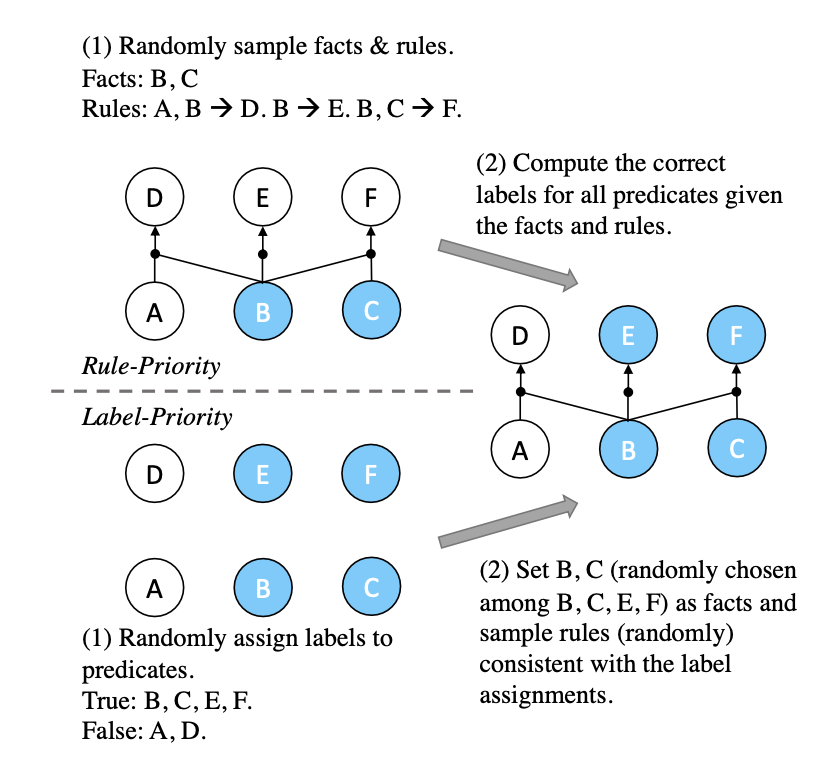 (1) Randomly sample facts & rules.
Facts: B, C
Rules: A, B → D. B → E. B, C → F.
D E F
A B C
Rule-Priority
(2) Compute the correct
labels for all predicates given
the facts and rules.
D E F
A B C
Label-Priority
D E F
A B C
(1) Randomly assign labels to
predicates.
True: B, C, E, F.
False: A, D.
(2) Set B, C (randomly chosen
among B, C, E, F) as facts and
sample rules (randomly)
consistent with the label
assignments.